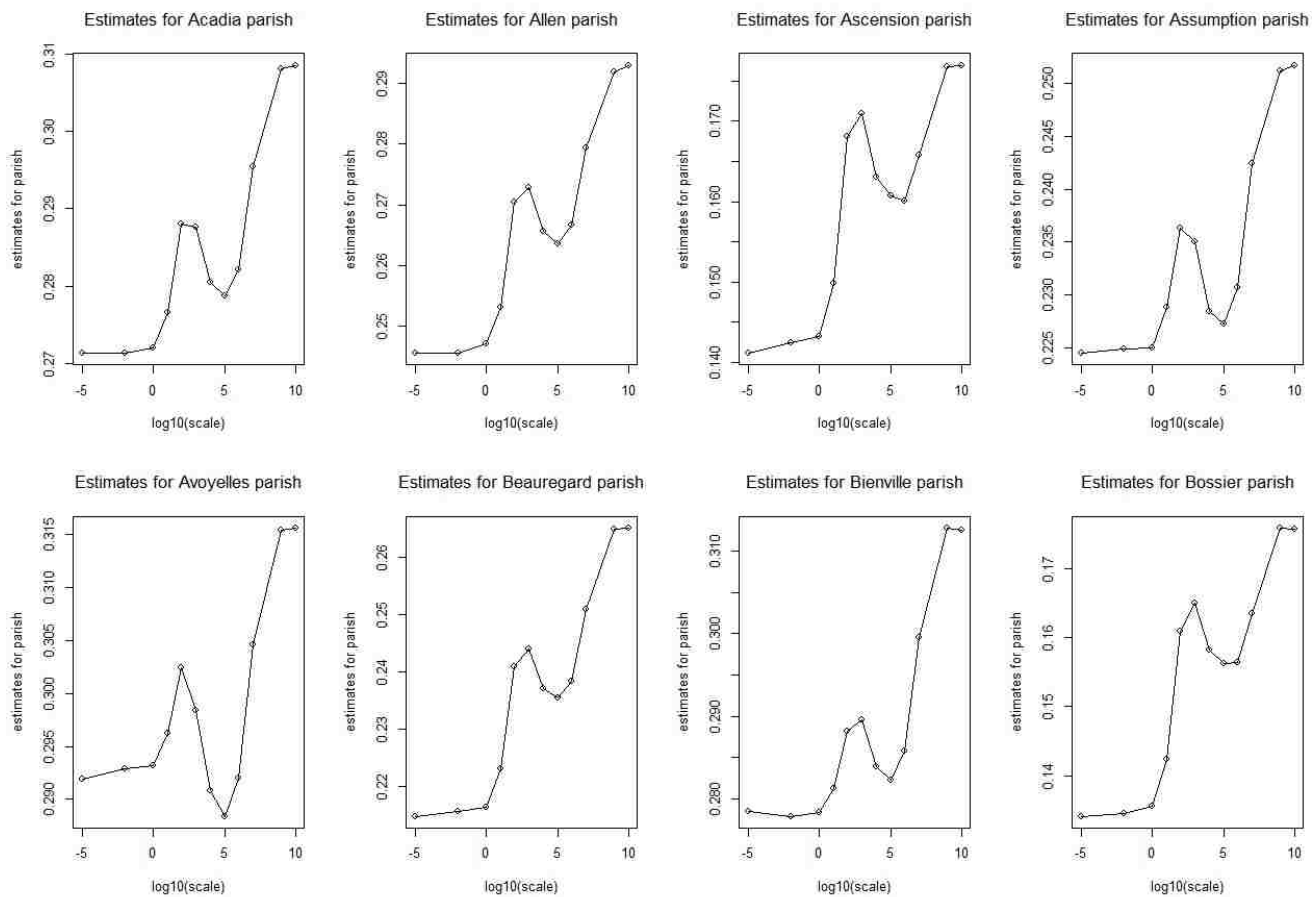 Estimates for Acadia parish
estimates for parish
0.27 0.28 0.29 0.30 0.31
-5 0 5 10
log10(scale)
Estimates for Allen parish
estimates for parish
0.25 0.26 0.27 0.28 0.29
-5 0 5 10
log10(scale)
Estimates for Ascension parish
estimates for parish
0.140 0.150 0.160 0.170
-5 0 5 10
log10(scale)
Estimates for Assumption parish
estimates for parish
0.225 0.230 0.235 0.240 0.245 0.250
-5 0 5 10
log10(scale)
Estimates for Avoyelles parish
estimates for parish
0.290 0.295 0.300 0.305 0.310 0.315
-5 0 5 10
log10(scale)
Estimates for Beauregard parish
estimates for parish
0.22 0.23 0.24 0.25 0.26
-5 0 5 10
log10(scale)
Estimates for Bienville parish
estimates for parish
0.280 0.290 0.300 0.310
-5 0 5 10
log10(scale)
Estimates for Bossier parish
estimates for parish
0.14 0.15 0.16 0.17
-5 0 5 10
log10(scale)